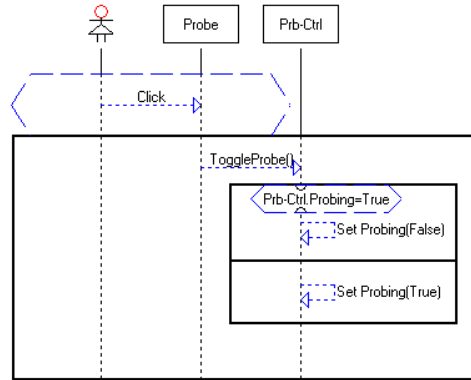 Probe
Prb-Ctrl
Click
ToggleProbe()
Prb-Ctrl.Probing=True
Set Probing(False)
Set Probing(True)